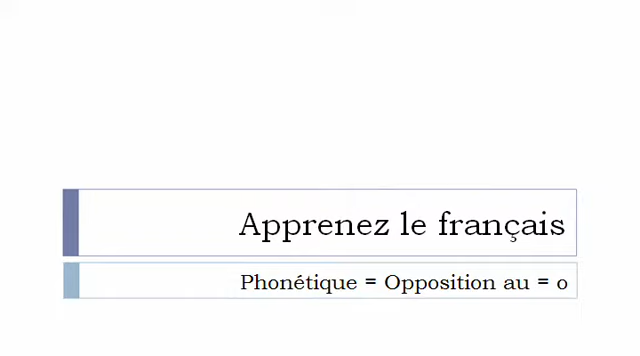 Apprenez le français
Phonétique = Opposition au = o